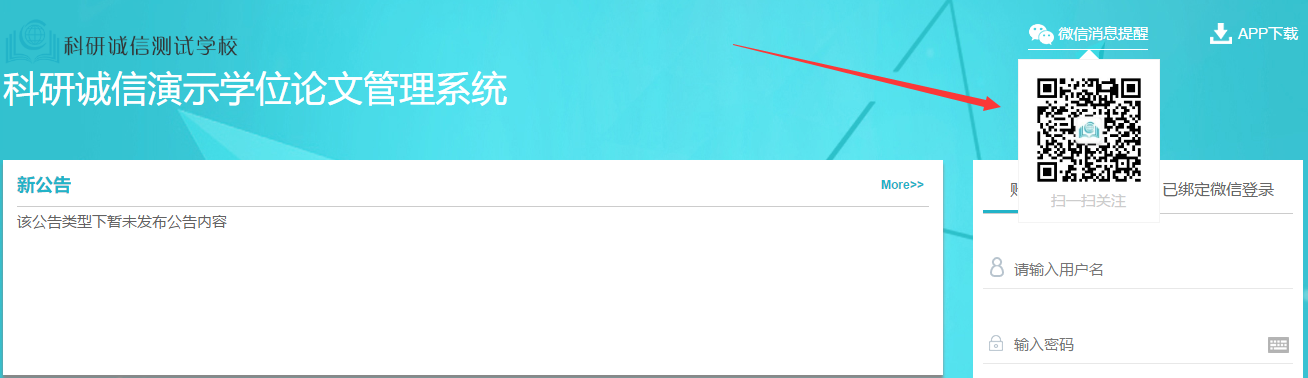 科研诚信测试学校
科研诚信演示学位论文管理系统
微信消息提醒
APP下载
新公告
More>>
该公告类型下暂未发布公告内容
扫一扫关注
已绑定微信登录
请输入用户名
输入密码